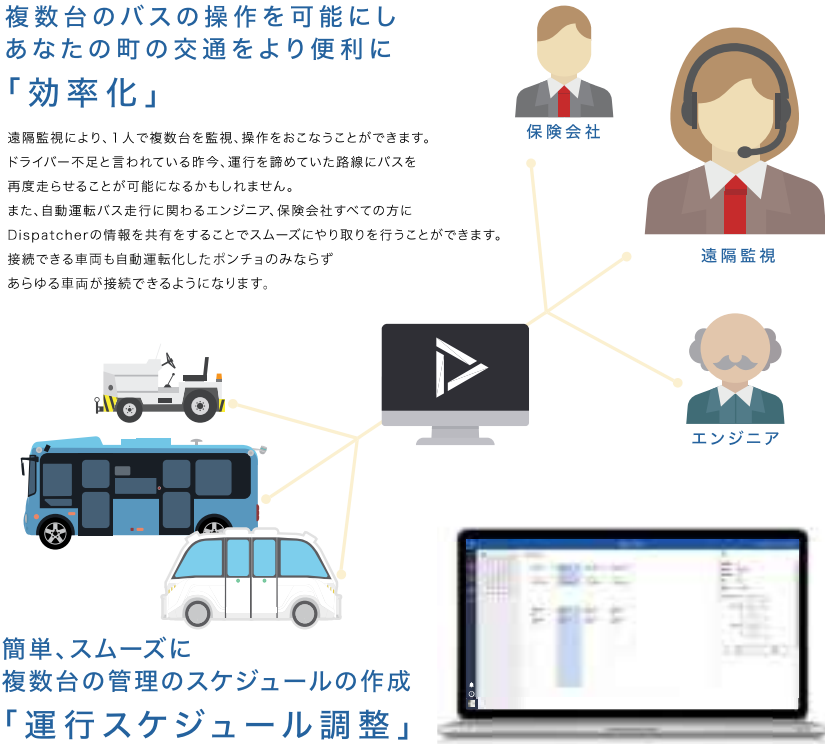 複数台のバスの操作を可能にし
あなたの町の交通をより便利に
「効率化」
遠隔監視により、1人で複数台を監視、操作をおこなうことができます。
ドライバー不足と言われている昨今、運行を諦めていた路線にバスを
再度走らせることが可能になるかもしれません。
また、自動運転バス走行に関わるエンジニア、保険会社すべての方に
Dispatcherの情報を共有をすることでスムーズにやり取りを行うことができます。
接続できる車両も自動運転化したポンチョのみならず
あらゆる車両が接続できるようになります。
保険会社
遠隔監視
エンジニア
簡単、スムーズに
複数台の管理のスケジュールの作成
「運行スケジュール調整」